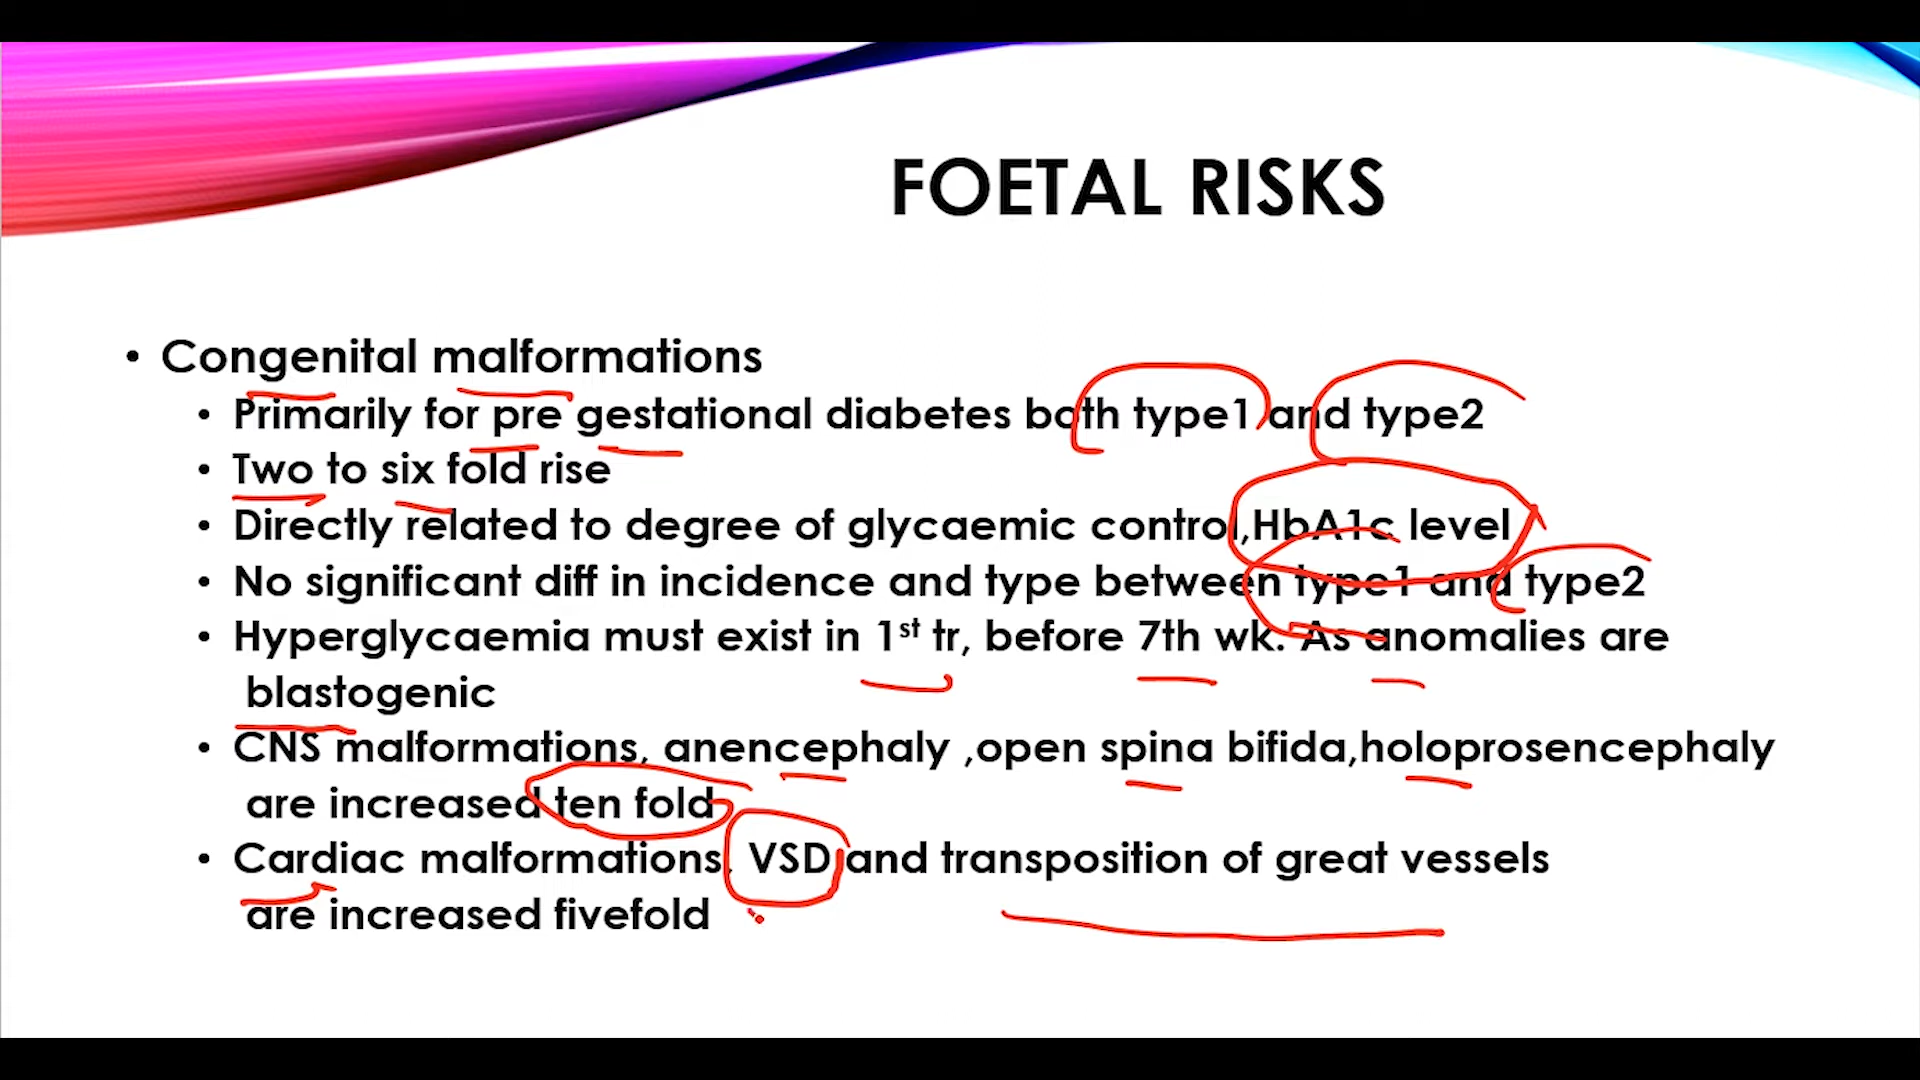 FOETAL RISKS
• Congenital malformations
• Primarily for pre gestational diabetes both type1 and type2
• Two to six fold rise
• Directly related to degree of glycaemic control,HbA1c level
• No significant diff in incidence and type between type1 and type2
• Hyperglycaemia must exist in 1st tr, before 7th wk. As anomalies are
blastogenic
• CNS malformations, anencephaly ,open spina bifida,holoprosencephaly
are increased ten fold
• Cardiac malformations, VSD and transposition of great vessels
are increased fivefold